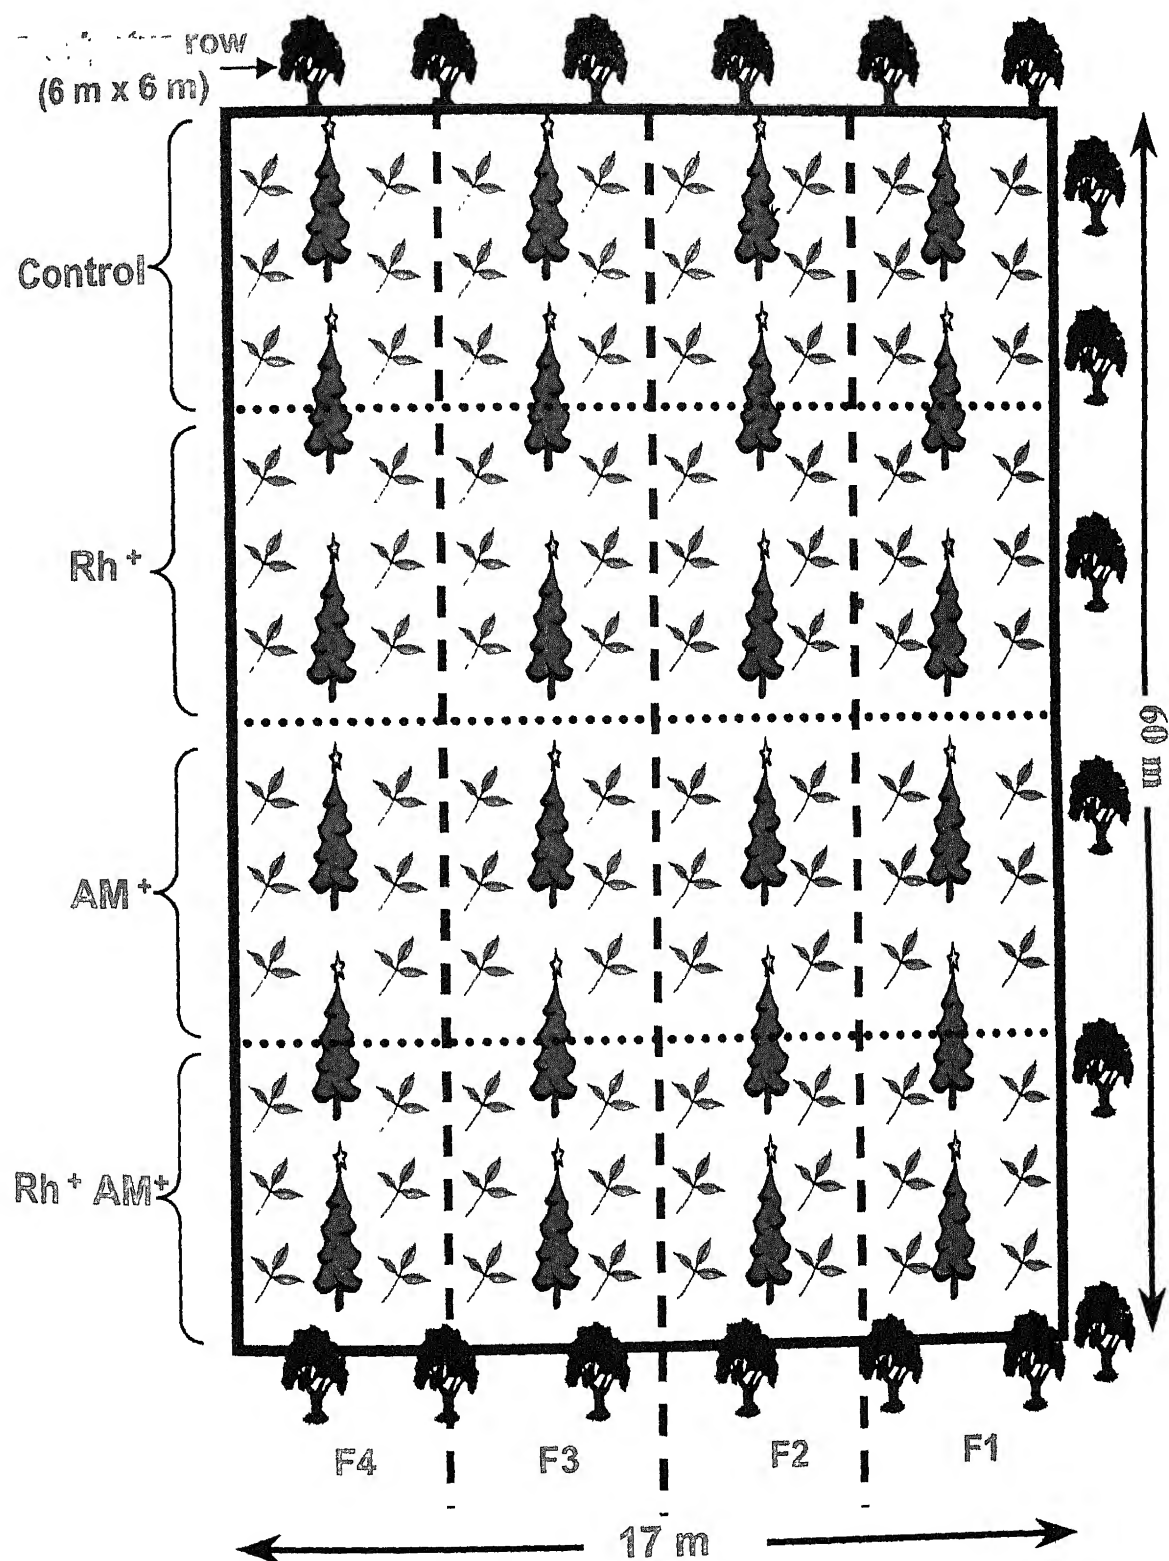 row
(6 m x 6 m)
Control
Rh +
AM +
Rh + AM+
60 m
F4
F3
F2
F1
17 m